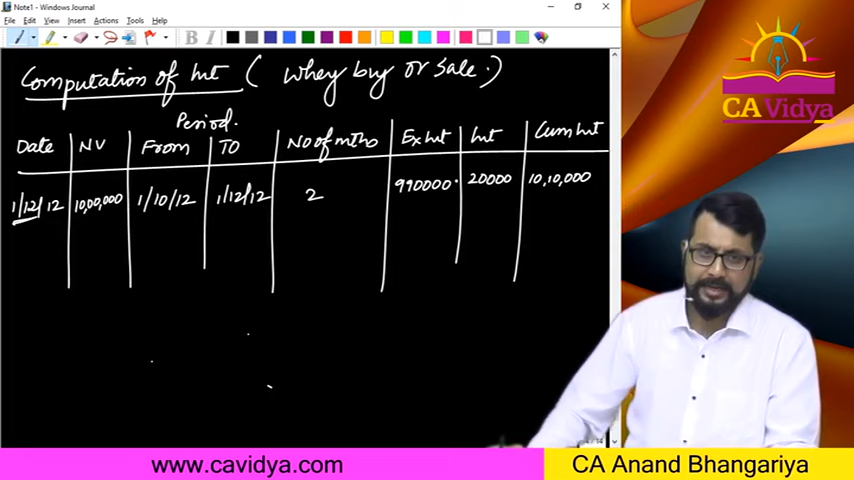 Note1 - Windows Journal
File Edit View Insert Actions Tools Help
B I
Computation of Int ( whey buy or sale.)
Period.
Date NV From TO No of mths Ex Int Int Cum Int
1/12/12 10,00,000 1/10/12 1/12/12 2 990000. 20000 10,10,000
CA Vidya
www.cavidya.com
CA Anand Bhangariya